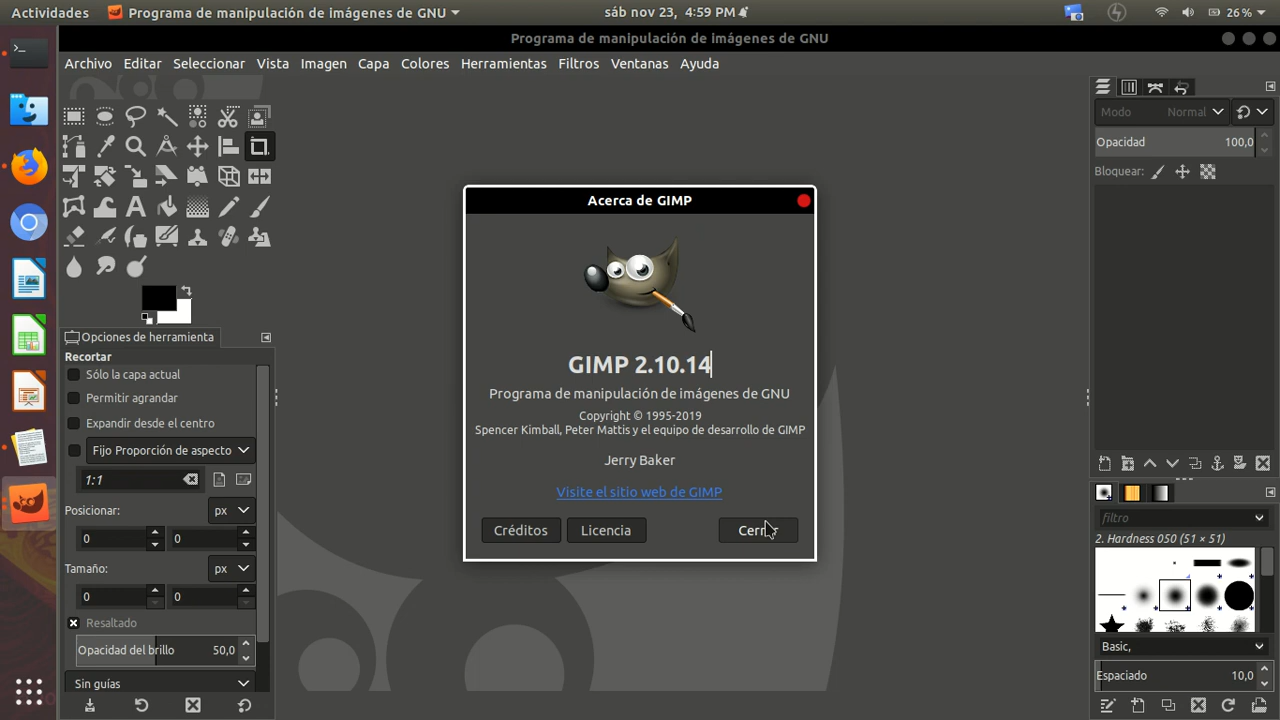 Actividades
Programa de manipulación de imágenes de GNU
sáb nov 23, 4:59 PM
26 %
Programa de manipulación de imágenes de GNU
Archivo Editar Seleccionar Vista Imagen Capa Colores Herramientas Filtros Ventanas Ayuda
Modo Normal
Opacidad 100,0
Bloquear:
Acerca de GIMP
GIMP 2.10.14
Programa de manipulación de imágenes de GNU
Copyright © 1995-2019
Spencer Kimball, Peter Mattis y el equipo de desarrollo de GIMP
Jerry Baker
Visite el sitio web de GIMP
Créditos Licencia Cerrar
Opciones de herramienta
Recortar
Sólo la capa actual
Permitir agrandar
Expandir desde el centro
Fijo Proporción de aspecto
1:1
Posicionar: px
0 0
Tamaño: px
0 0
Resaltado
Opacidad del brillo 50,0
Sin guías
filtro
2. Hardness 050 (51 × 51)
Basic,
Espaciado 10,0